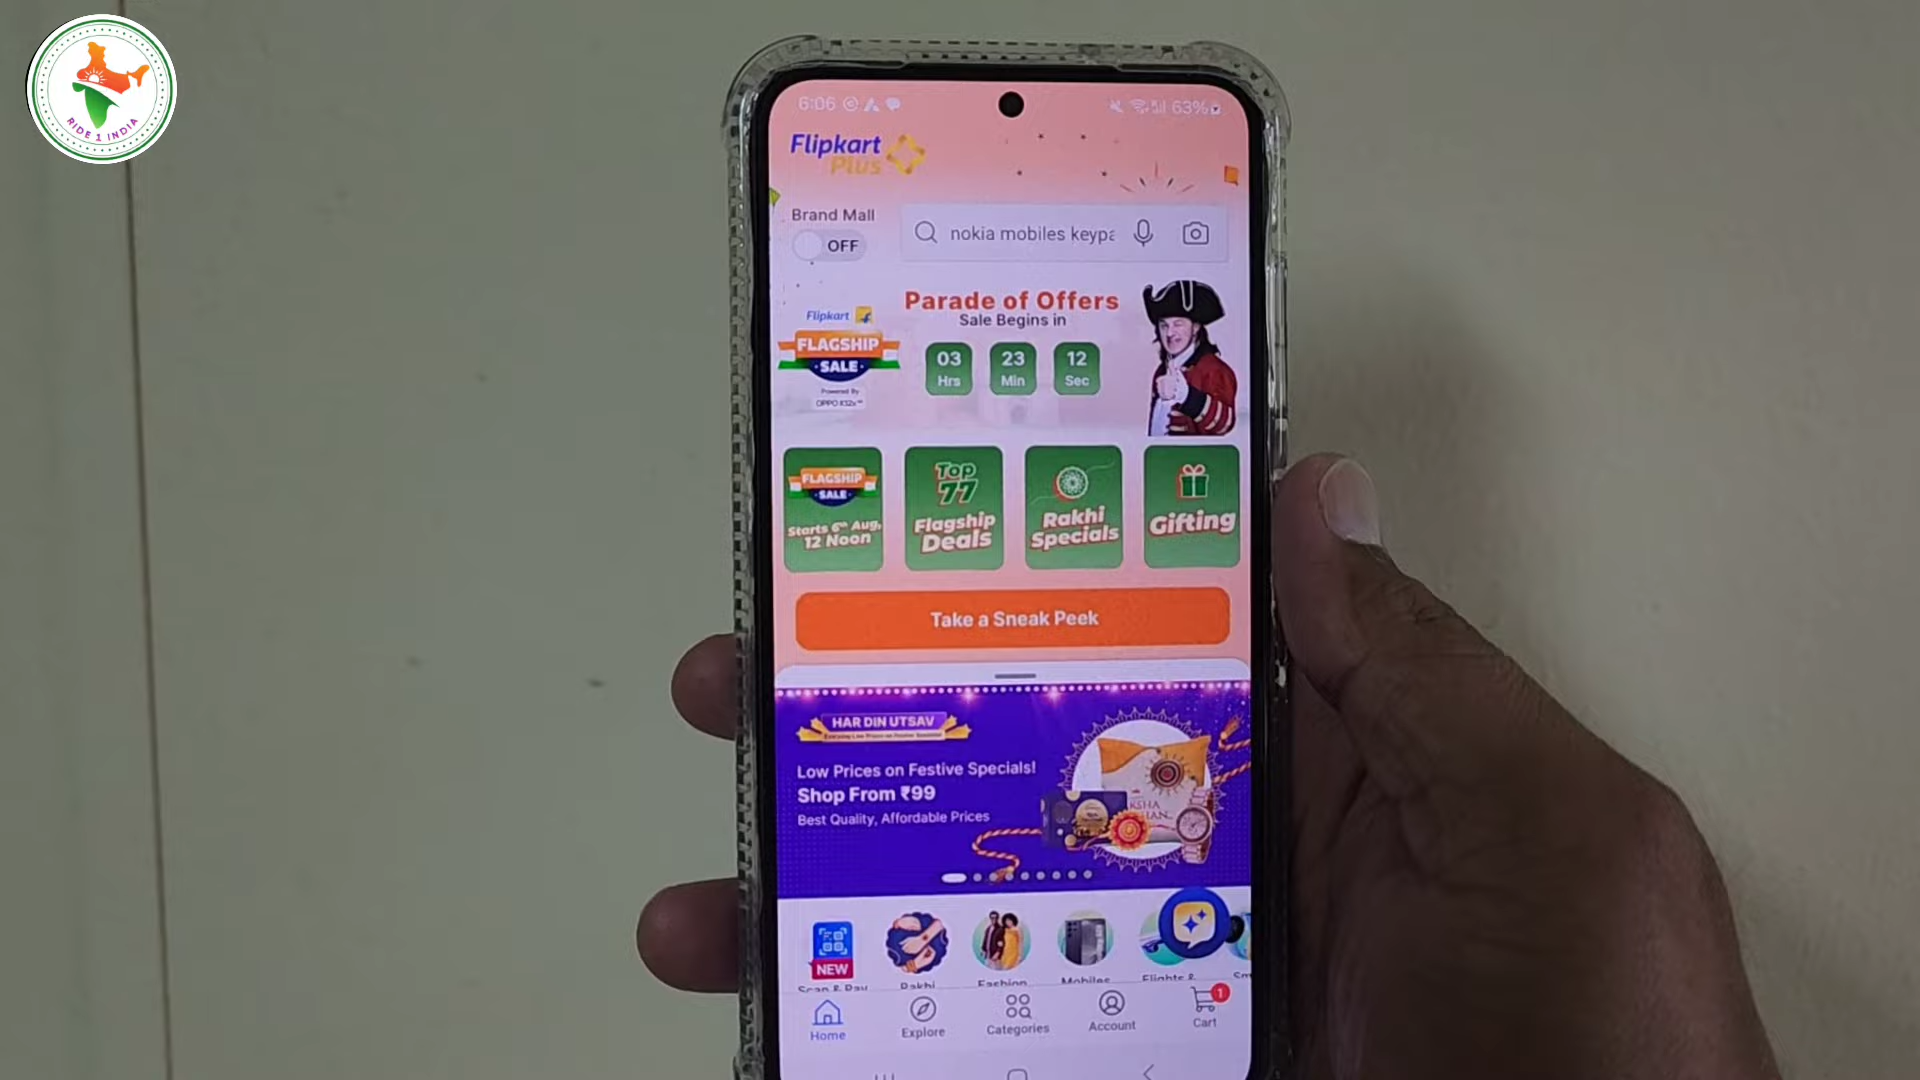 RIDE 1 INDIA
6:06
63%
Flipkart
Plus
Brand Mall
OFF
nokia mobiles keypa
Parade of Offers
Sale Begins in
Flipkart
FLAGSHIP
SALE
Powered By
OPPO K12x
03
Hrs
23
Min
12
Sec
FLAGSHIP
SALE
Starts 6th Aug,
12 Noon
Top
77
Flagship
Deals
Rakhi
Specials
Gifting
Take a Sneak Peek
HAR DIN UTSAV
Low Prices on Festive Specials!
Shop From ₹99
Best Quality, Affordable Prices
NEW
Scan & Pay
Rakhi
Fashion
Mobiles
Flights &
Home
Explore
Categories
Account
1
Cart